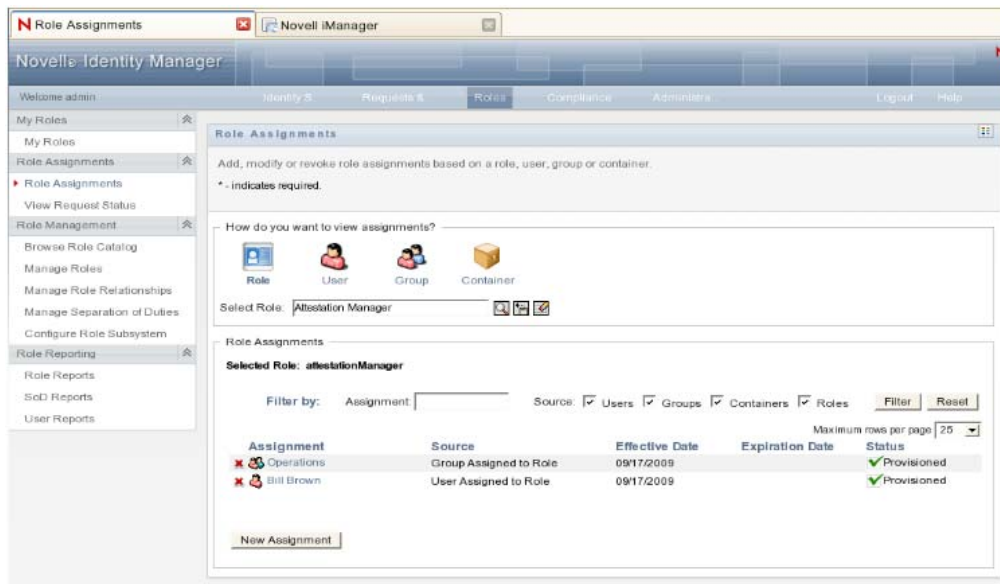 N Role Assignments
Novell iManager
Novell® Identity Manager
N
Welcome admin
Identity S
Requests &
Roles
Compliance
Administra
Logout
Help
My Roles
My Roles
Role Assignments
Role Assignments
View Request Status
Role Management
Browse Role Catalog
Manage Roles
Manage Role Relationships
Manage Separation of Duties
Configure Role Subsystem
Role Reporting
Role Reports
SoD Reports
User Reports
Role Assignments
Add, modify or revoke role assignments based on a role, user, group or container.
* - indicates required.
How do you want to view assignments?
Role User Group Container
Select Role: Attestation Manager
Role Assignments
Selected Role: attestationManager
Filter by: Assignment: Source: Users Groups Containers Roles Filter Reset
Maximum rows per page 25
Assignment Source Effective Date Expiration Date Status
Operations Group Assigned to Role 09/17/2009 Provisioned
Bill Brown User Assigned to Role 09/17/2009 Provisioned
New Assignment